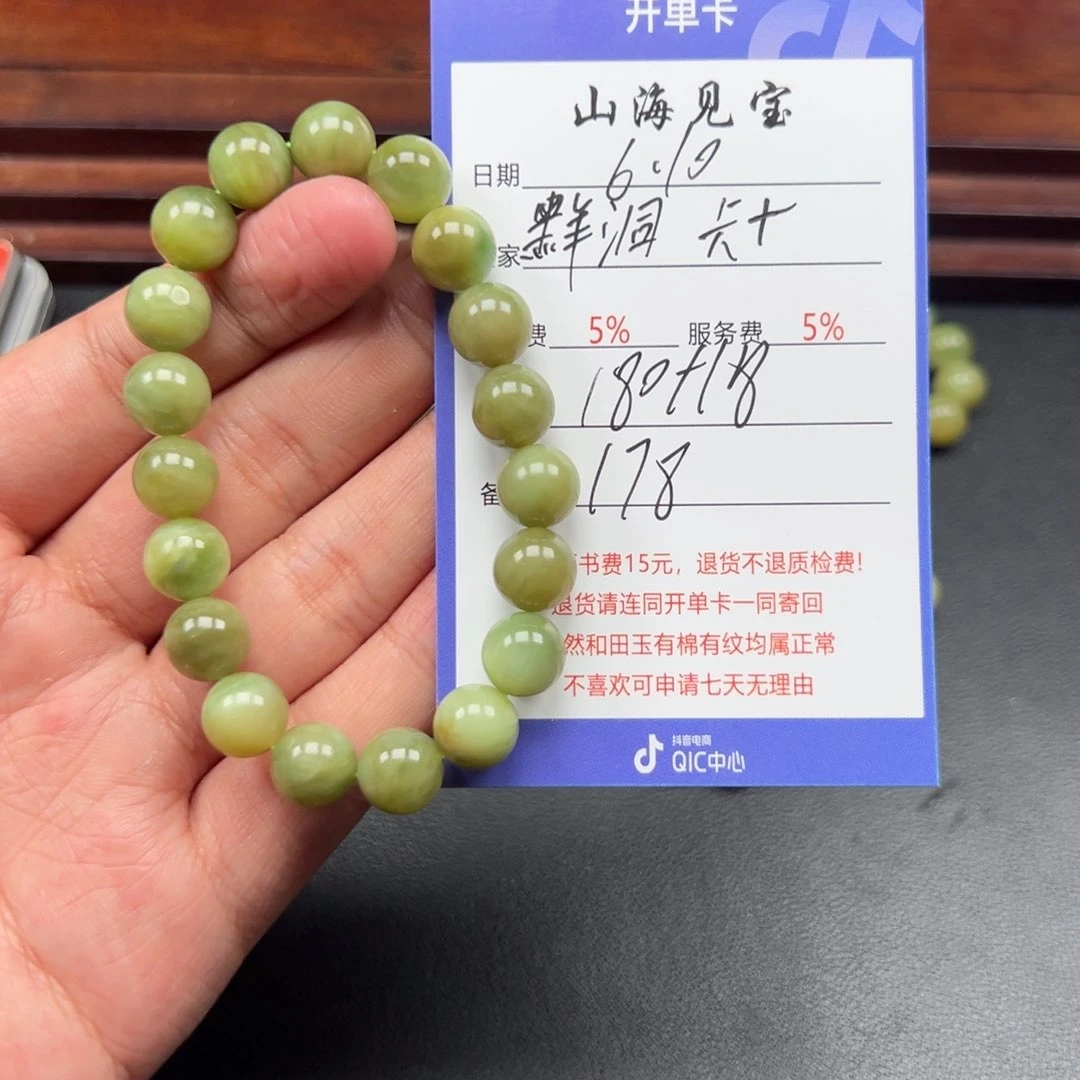 开单卡
山海见宝
日期 6.10
家 黑羊洞
费 5% 服务费 5%
180+18
178
书费15元，退货不退质检费!
退货请连同开单卡一同寄回
然和田玉有棉有纹均属正常
不喜欢可申请七天无理由
抖音电商
QIC中心